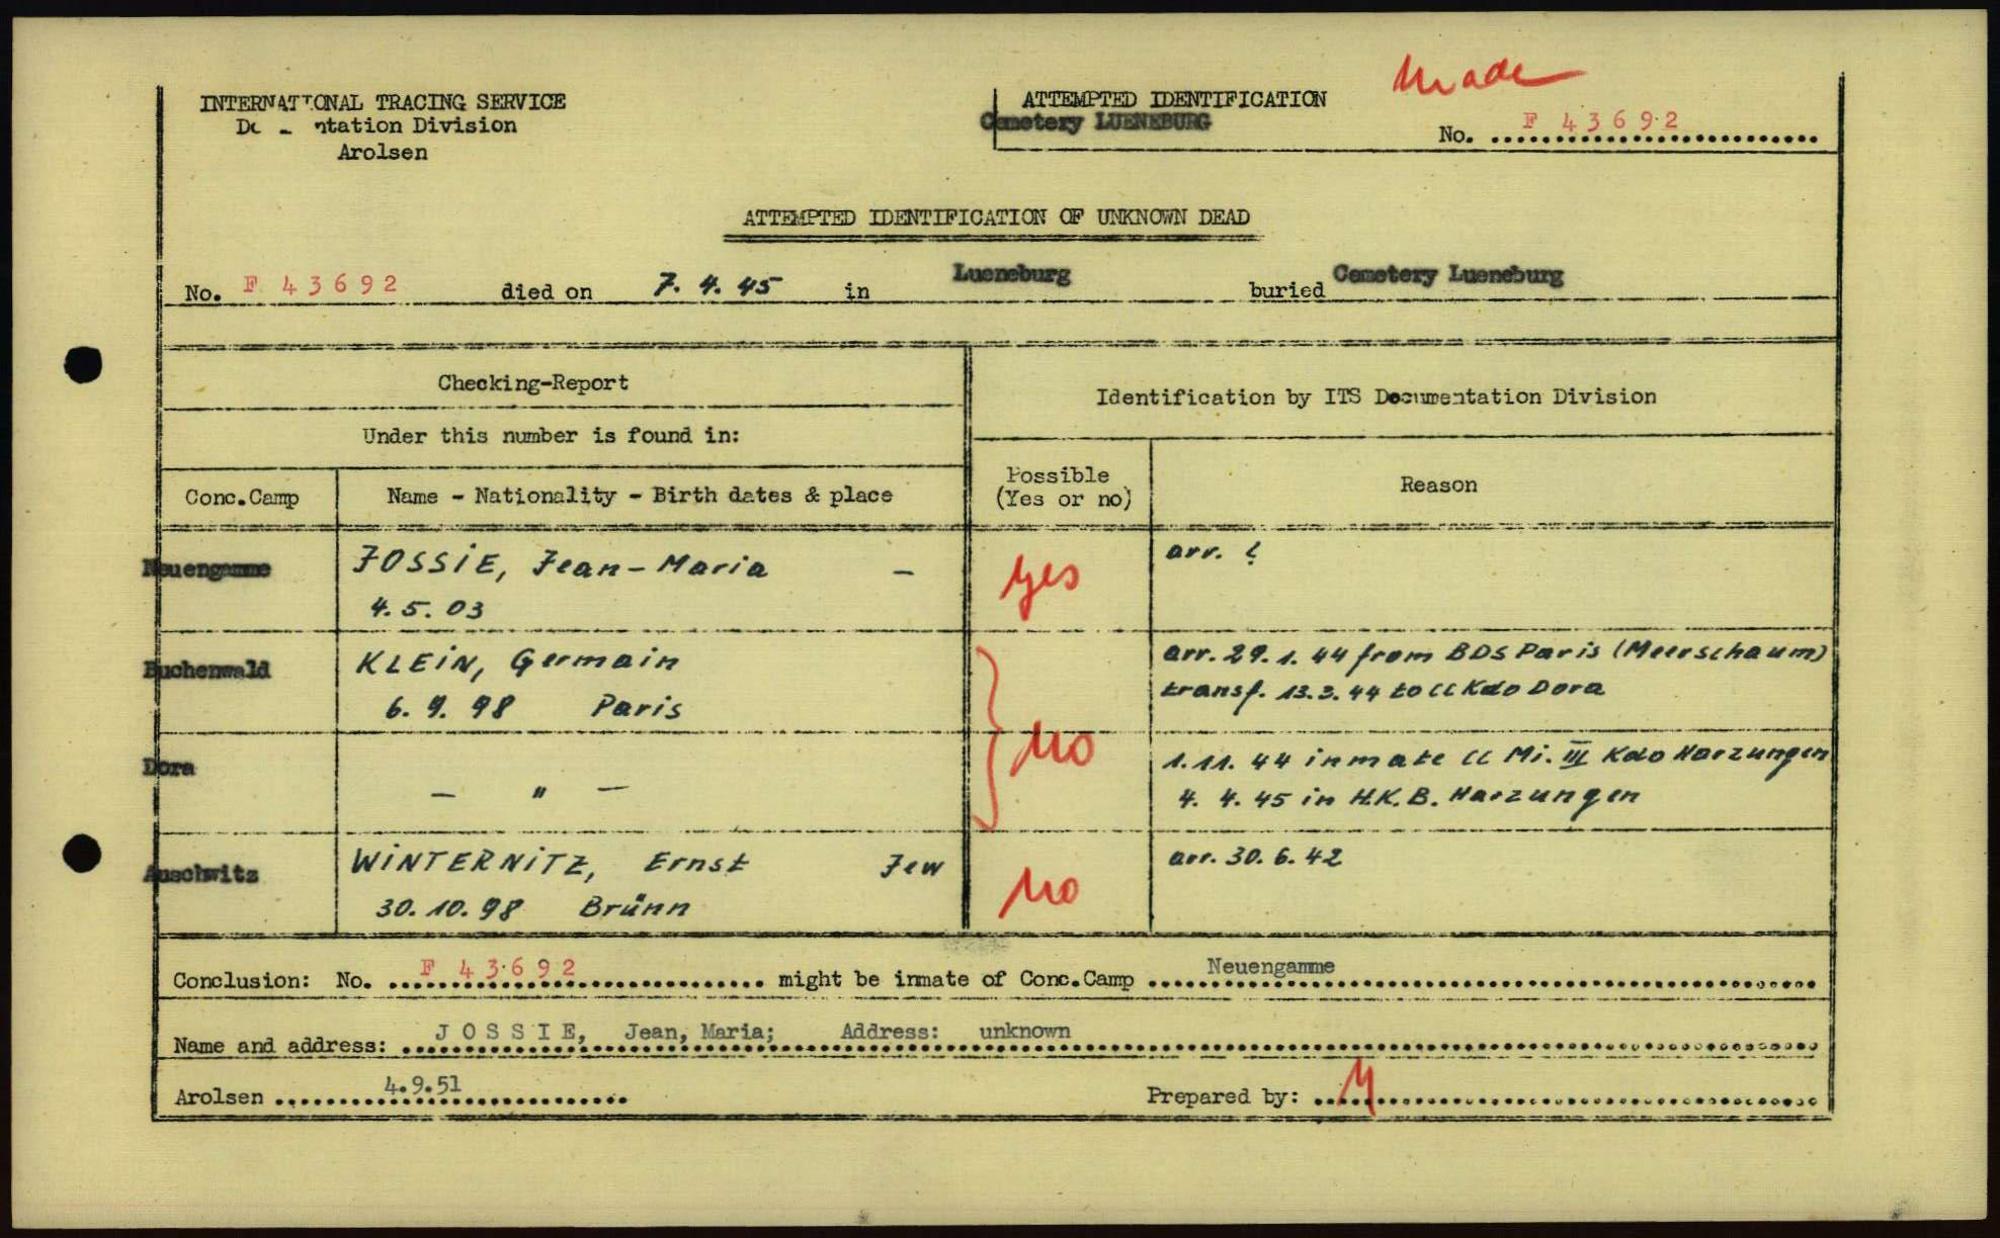 INTERNATIONAL TRACING SERVICE
Documentation Division
Arolsen
ATTEMPTED IDENTIFICATION
Cemetery LUENEBURG
Made
No. F 43692
ATTEMPTED IDENTIFICATION OF UNKNOWN DEAD
No. F 43692 died on 7. 4. 45 in Lueneburg buried Cemetery Lueneburg
Checking-Report
Identification by ITS Documentation Division
Under this number is found in:
Conc.Camp
Name - Nationality - Birth dates & place
Possible
(Yes or no)
Reason
Neuengamme
JOSSIE, Jean-Maria -
4. 5. 03
yes
arr. ?
Buchenwald
KLEIN, Germain
6. 9. 98 Paris
arr. 29. 1. 44 from BDS Paris (Meerschaum)
transf. 13. 3. 44 to CC Kdo Dora
no
Dora
- " -
1. 11. 44 inmate CC Mi. III Kdo Harzungen
4. 4. 45 in H.K.B. Harzungen
Auschwitz
WINTERNITZ, Ernst Jew
30. 10. 98 Brünn
no
arr. 30. 6. 42
Conclusion: No. F 43692 might be inmate of Conc.Camp Neuengamme
Name and address: JOSSIE, Jean, Maria; Address: unknown
Arolsen 4.9.51
Prepared by: